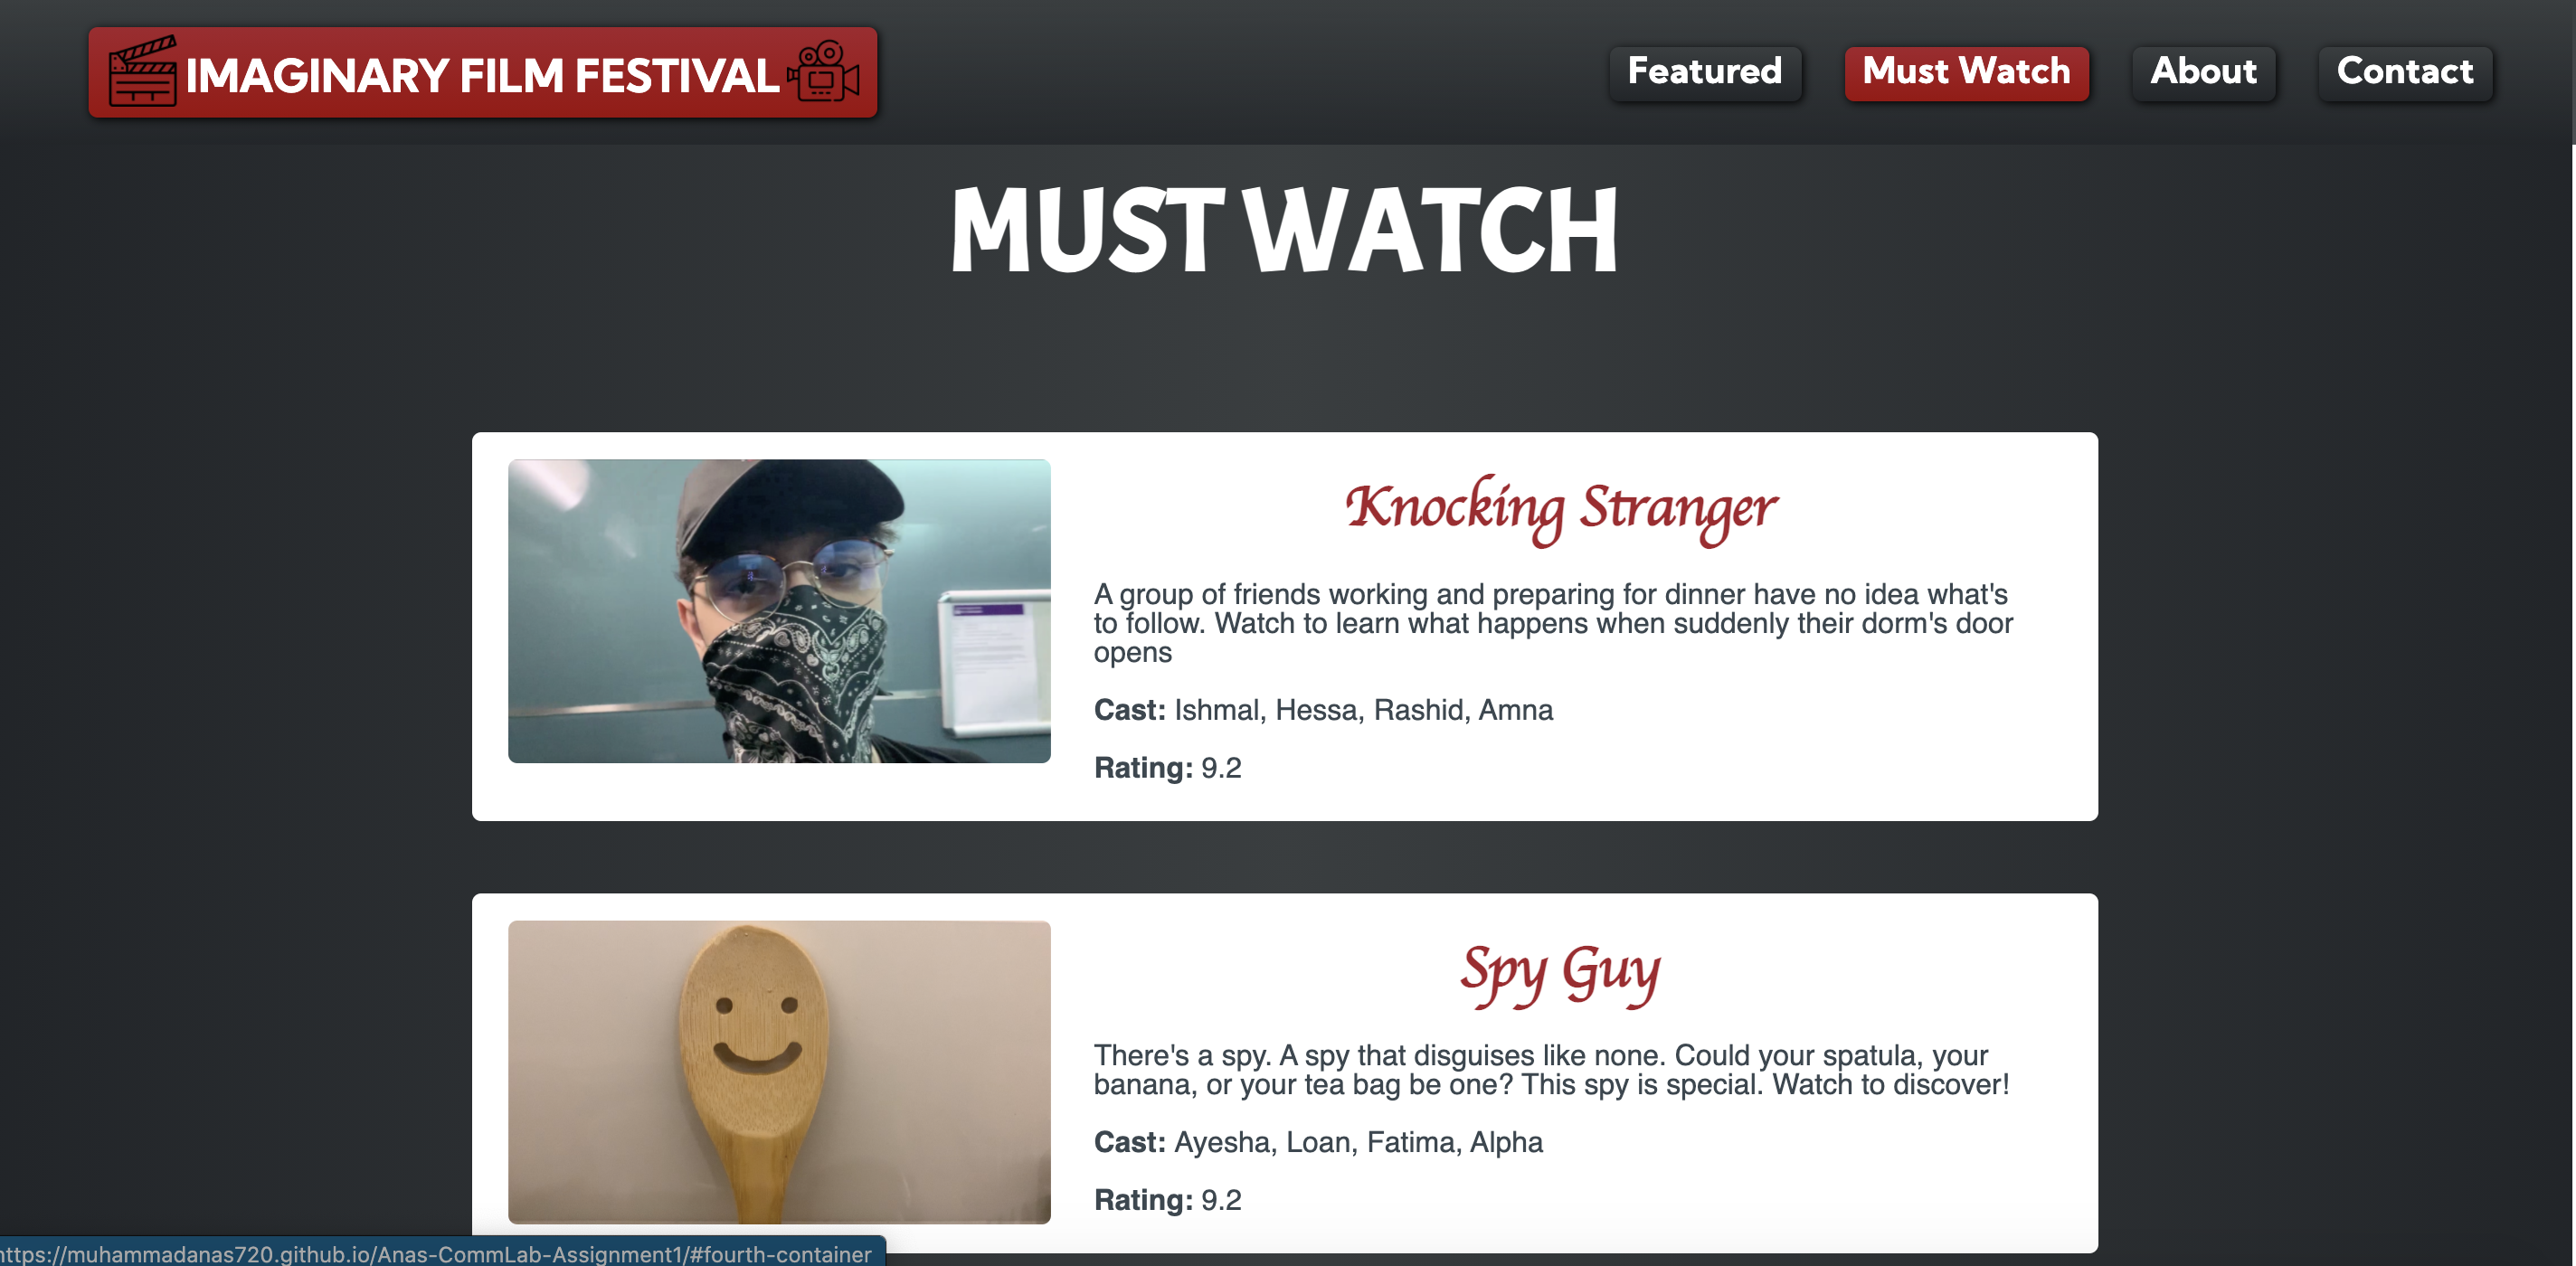 IMAGINARY FILM FESTIVAL
Featured
Must Watch
About
Contact
MUST WATCH
Knocking Stranger
A group of friends working and preparing for dinner have no idea what's
to follow. Watch to learn what happens when suddenly their dorm's door
opens
Cast: Ishmal, Hessa, Rashid, Amna
Rating: 9.2
Spy Guy
There's a spy. A spy that disguises like none. Could your spatula, your
banana, or your tea bag be one? This spy is special. Watch to discover!
Cast: Ayesha, Loan, Fatima, Alpha
Rating: 9.2
https://muhammadanas720.github.io/Anas-CommLab-Assignment1/#fourth-container